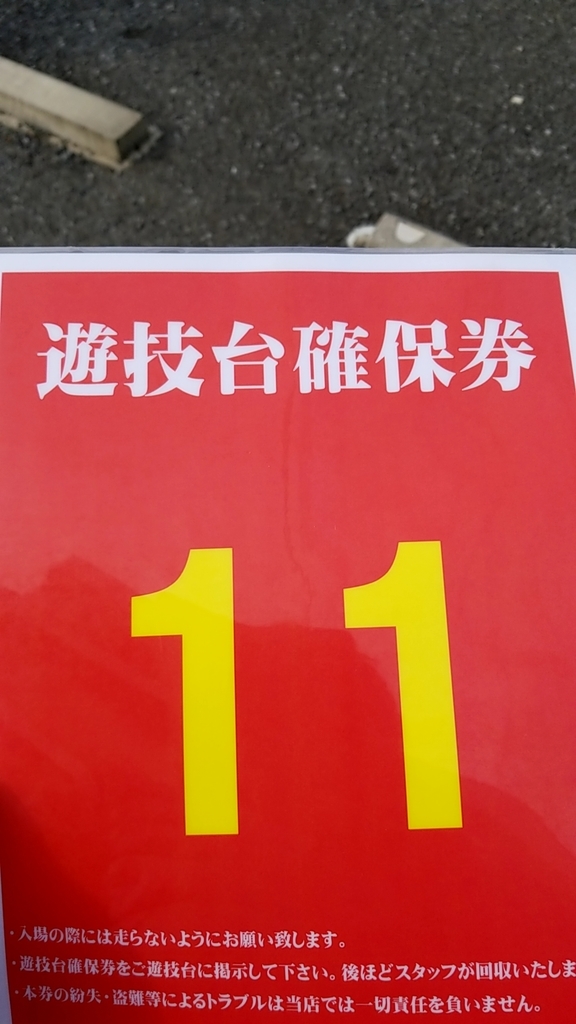 遊技台確保券
11
・入場の際には走らないようにお願い致します。
・遊技台確保券をご遊技台に掲示して下さい。後ほどスタッフが回収いたしま
・本券の紛失・盗難等によるトラブルは当店では一切責任を負いません。